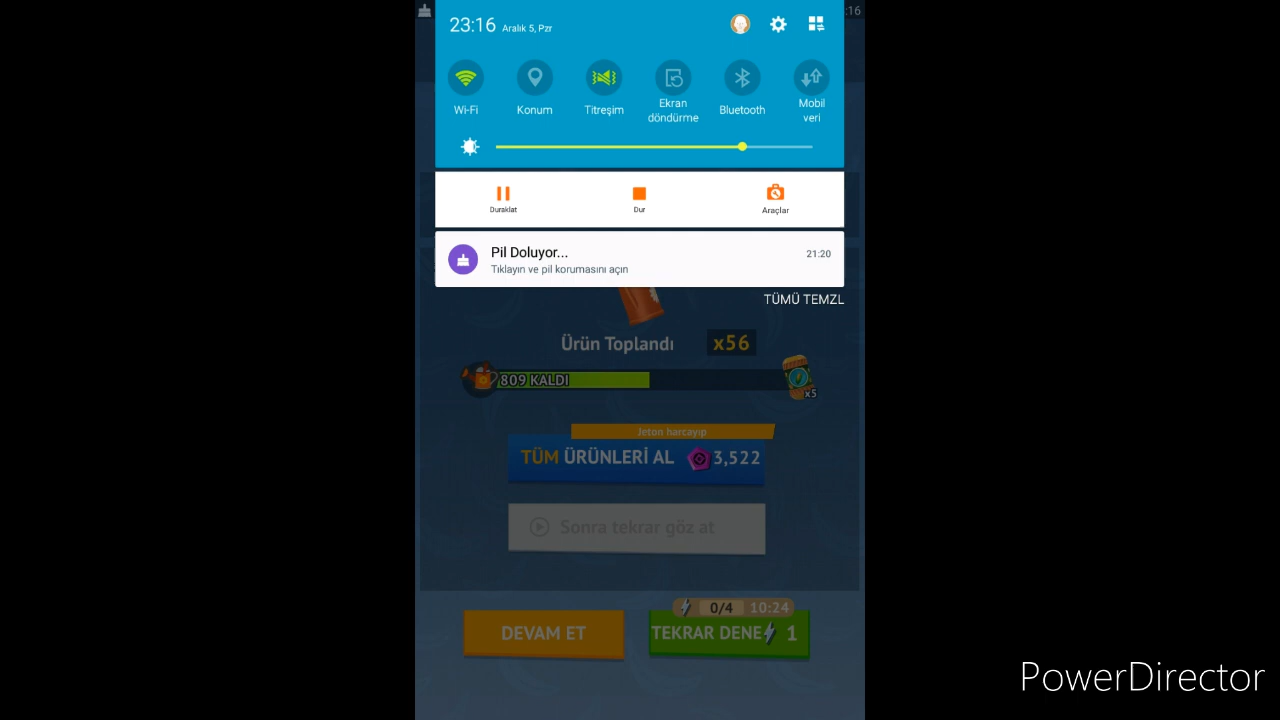 :16
23:16 Aralık 5, Pzr
Wi-Fi
Konum
Titreşim
Ekran
döndürme
Bluetooth
Mobil
veri
Duraklat
Dur
Araçlar
Pil Doluyor...
21:20
Tıklayın ve pil korumasını açın
TÜMÜ TEMZL
Ürün Toplandı x56
809 KALDI
x5
Jeton harcayıp
TÜM ÜRÜNLERİ AL 3,522
Sonra tekrar göz at
0/4 10:24
DEVAM ET
TEKRAR DENE 1
PowerDirector